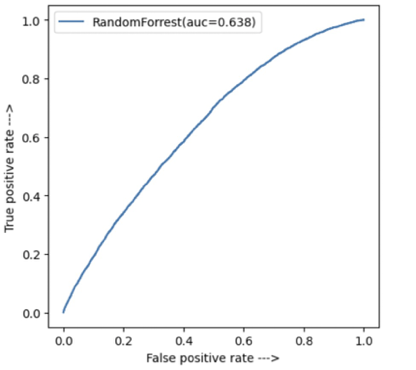 RandomForrest(auc=0.638)
1.0
0.8
0.6
0.4
0.2
0.0
True positive rate --->
0.0 0.2 0.4 0.6 0.8 1.0
False positive rate --->